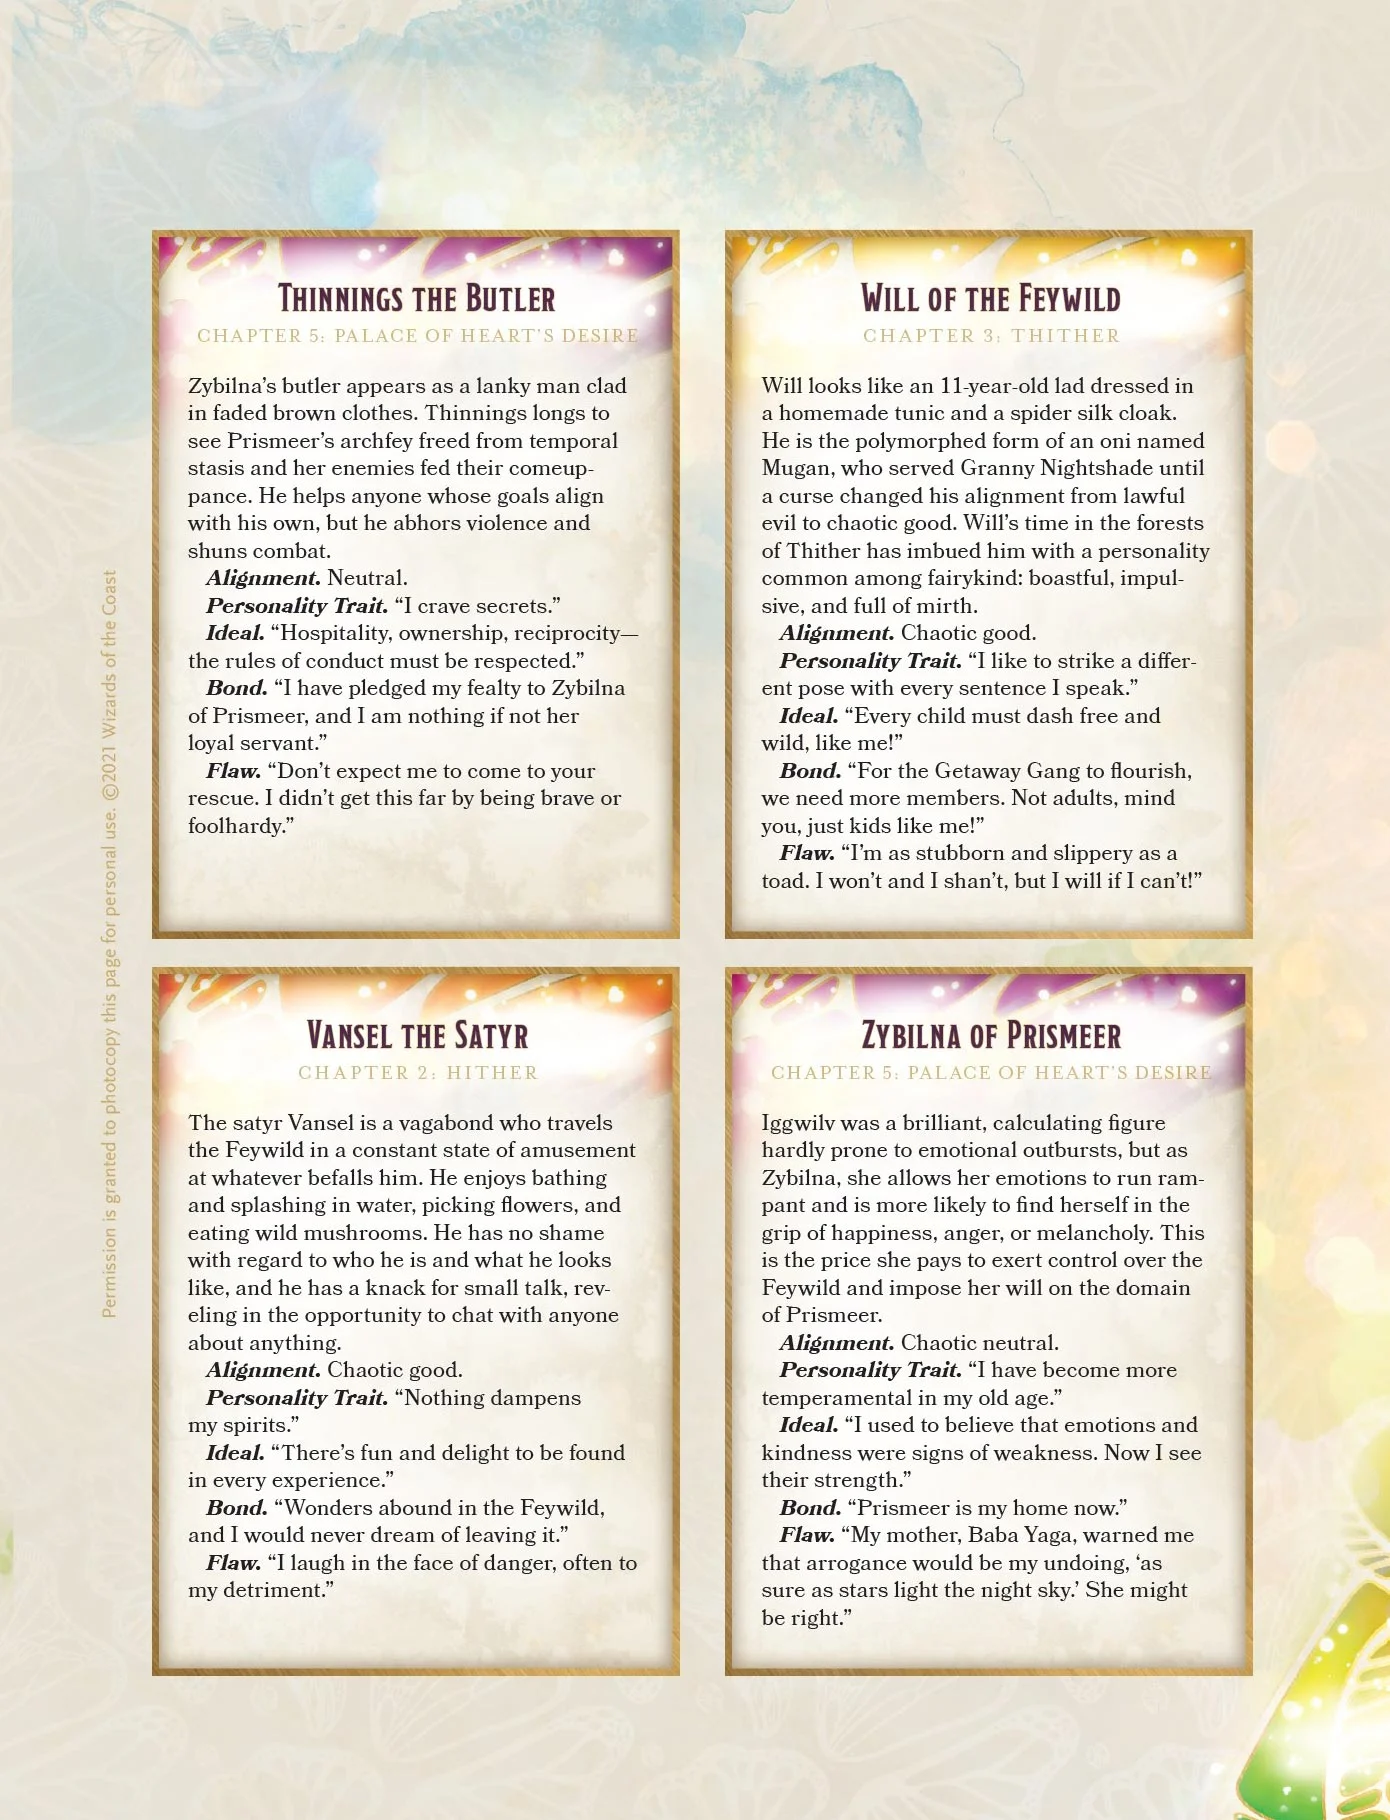 Thinnings the Butler
Chapter 5: Palace of Heart's Desire
Zybilna's butler appears as a lanky man clad
in faded brown clothes. Thinnings longs to
see Prismeer's archfey freed from temporal
stasis and her enemies fed their comeup-
pance. He helps anyone whose goals align
with his own, but he abhors violence and
shuns combat.
Alignment. Neutral.
Personality Trait. “I crave secrets.”
Ideal. “Hospitality, ownership, reciprocity—
the rules of conduct must be respected.”
Bond. “I have pledged my fealty to Zybilna
of Prismeer, and I am nothing if not her
loyal servant.”
Flaw. “Don't expect me to come to your
rescue. I didn't get this far by being brave or
foolhardy.”
Will of the Feywild
Chapter 3: Thither
Will looks like an 11-year-old lad dressed in
a homemade tunic and a spider silk cloak.
He is the polymorphed form of an oni named
Mugan, who served Granny Nightshade until
a curse changed his alignment from lawful
evil to chaotic good. Will's time in the forests
of Thither has imbued him with a personality
common among fairykind: boastful, impul-
sive, and full of mirth.
Alignment. Chaotic good.
Personality Trait. “I like to strike a differ-
ent pose with every sentence I speak.”
Ideal. “Every child must dash free and
wild, like me!”
Bond. “For the Getaway Gang to flourish,
we need more members. Not adults, mind
you, just kids like me!”
Flaw. “I'm as stubborn and slippery as a
toad. I won't and I shan't, but I will if I can't!”
Vansel the Satyr
Chapter 2: Hither
The satyr Vansel is a vagabond who travels
the Feywild in a constant state of amusement
at whatever befalls him. He enjoys bathing
and splashing in water, picking flowers, and
eating wild mushrooms. He has no shame
with regard to who he is and what he looks
like, and he has a knack for small talk, rev-
eling in the opportunity to chat with anyone
about anything.
Alignment. Chaotic good.
Personality Trait. “Nothing dampens
my spirits.”
Ideal. “There's fun and delight to be found
in every experience.”
Bond. “Wonders abound in the Feywild,
and I would never dream of leaving it.”
Flaw. “I laugh in the face of danger, often to
my detriment.”
Zybilna of Prismeer
Chapter 5: Palace of Heart's Desire
Iggwilv was a brilliant, calculating figure
hardly prone to emotional outbursts, but as
Zybilna, she allows her emotions to run ram-
pant and is more likely to find herself in the
grip of happiness, anger, or melancholy. This
is the price she pays to exert control over the
Feywild and impose her will on the domain
of Prismeer.
Alignment. Chaotic neutral.
Personality Trait. “I have become more
temperamental in my old age.”
Ideal. “I used to believe that emotions and
kindness were signs of weakness. Now I see
their strength.”
Bond. “Prismeer is my home now.”
Flaw. “My mother, Baba Yaga, warned me
that arrogance would be my undoing, ‘as
sure as stars light the night sky.’ She might
be right.”
Permission is granted to photocopy this page for personal use. ©2021 Wizards of the Coast